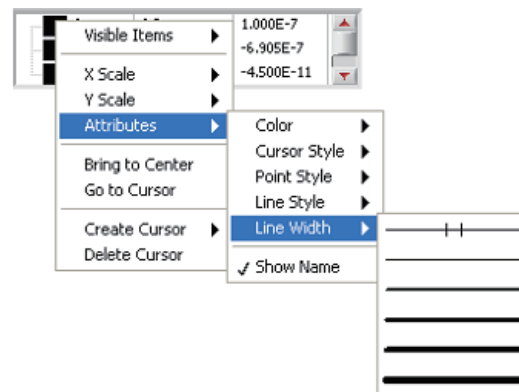 1.000E-7
-6.905E-7
-4.500E-11
Visible Items
X Scale
Y Scale
Attributes
Bring to Center
Go to Cursor
Create Cursor
Delete Cursor
Color
Cursor Style
Point Style
Line Style
Line Width
Show Name